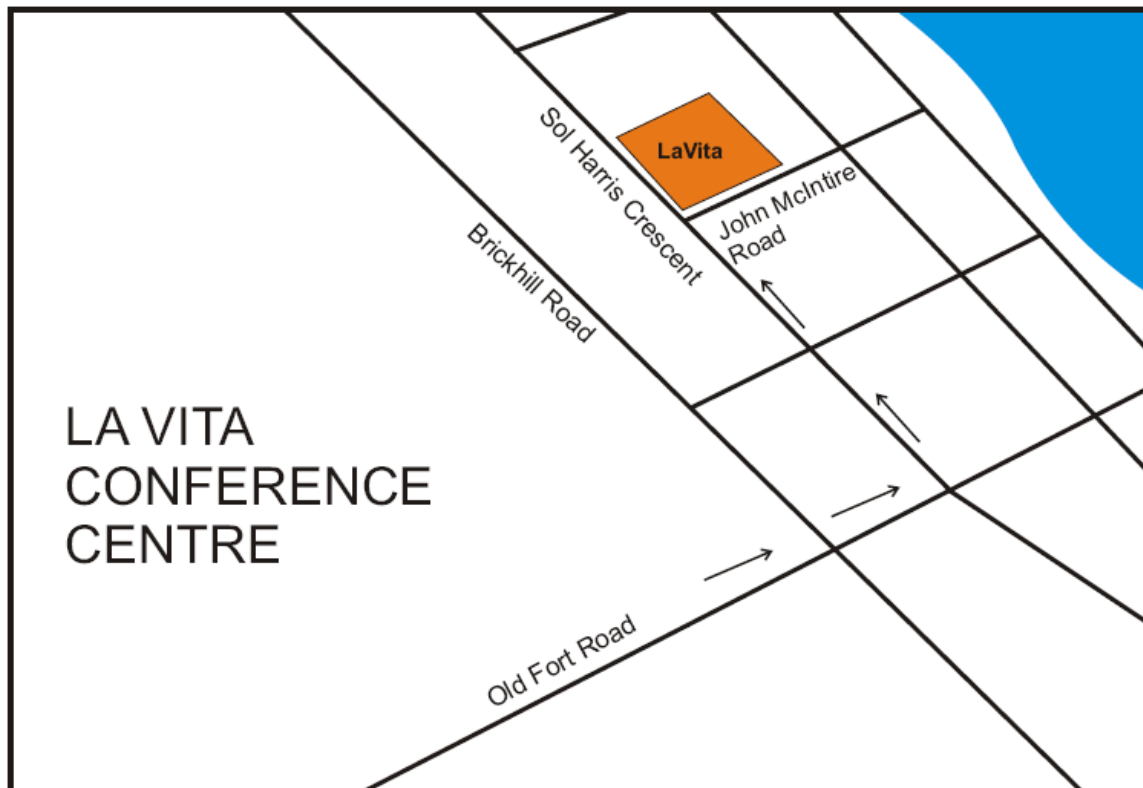 LaVita
Sol Harris Crescent
John McIntire
Road
Brickhill Road
LA VITA
CONFERENCE
CENTRE
Old Fort Road